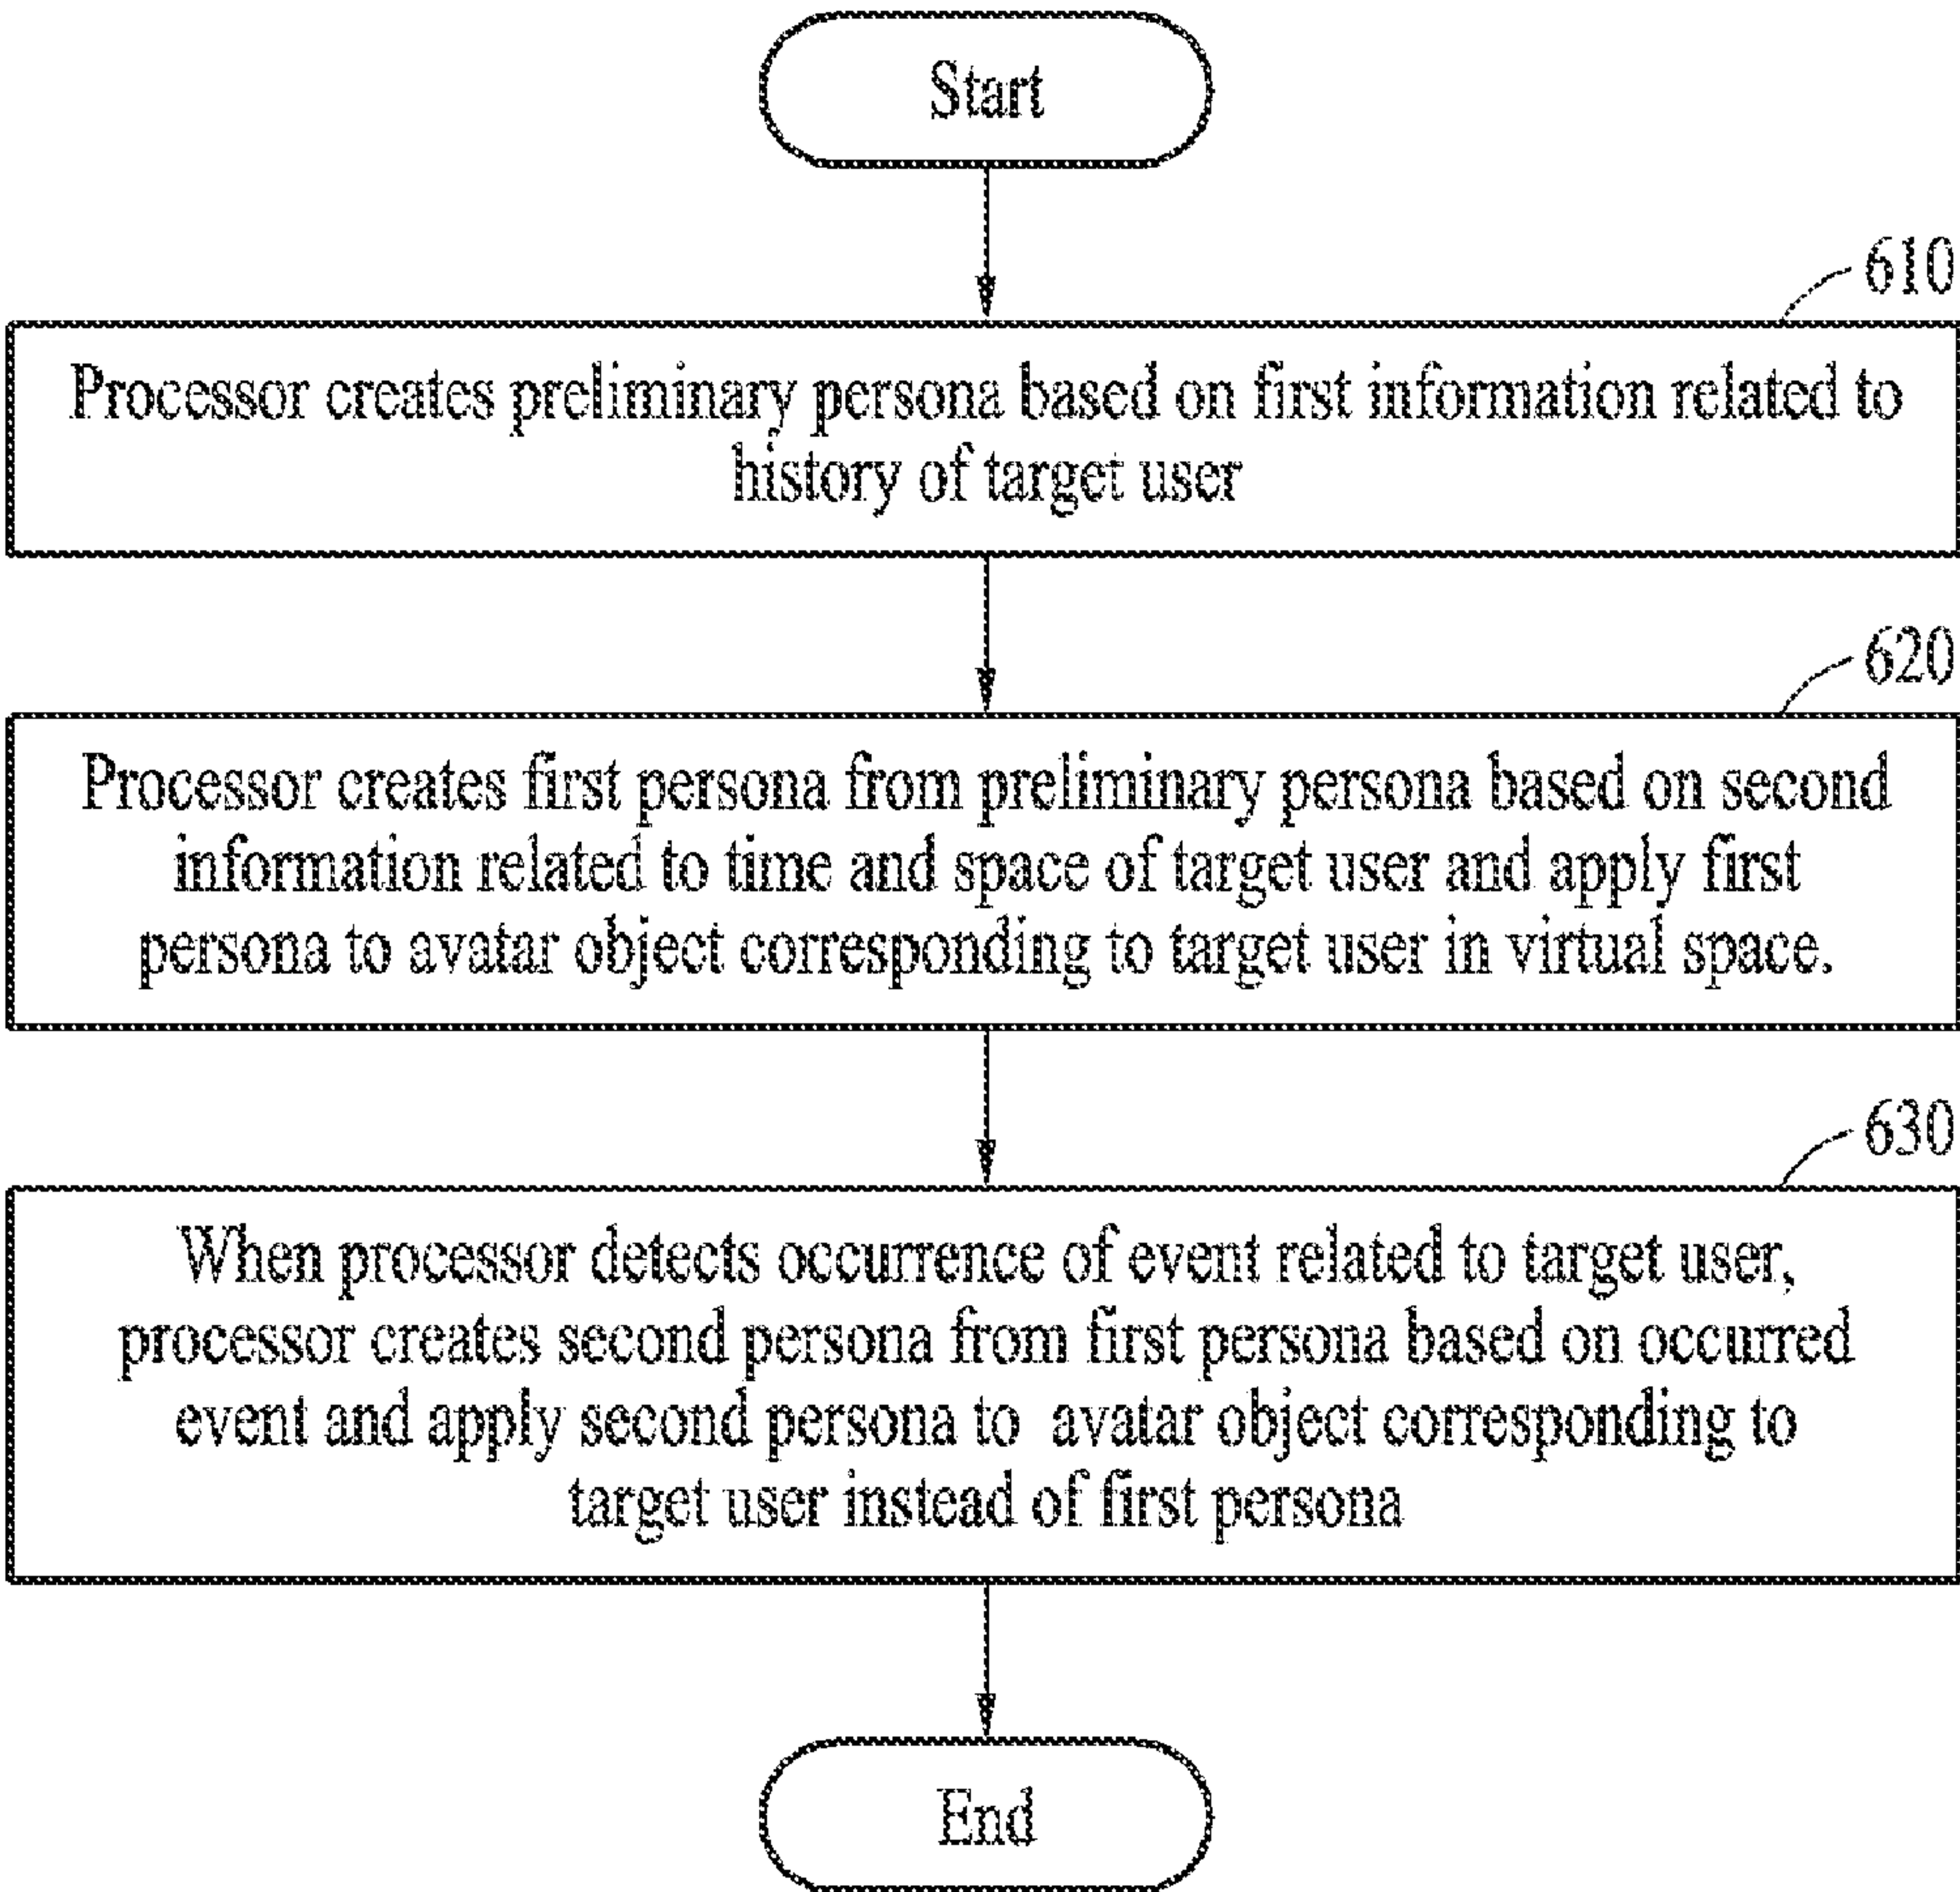 Start
610
Processor creates preliminary persona based on first information related to
history of target user
620
Processor creates first persona from preliminary persona based on second
information related to time and space of target user and apply first
persona to avatar object corresponding to target user in virtual space.
630
When processor detects occurrence of event related to target user,
processor creates second persona from first persona based on occurred
event and apply second persona to avatar object corresponding to
target user instead of first persona
End